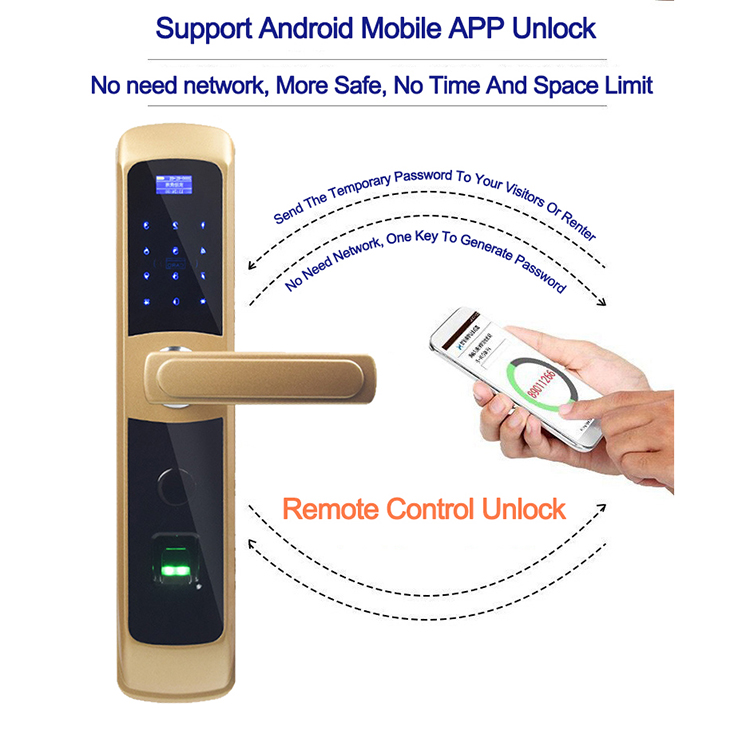 Support Android Mobile APP Unlock
No need network, More Safe, No Time And Space Limit
Send The Temporary Password To Your Visitors Or Renter
No Need Network, One Key To Generate Password
89011266
Remote Control Unlock